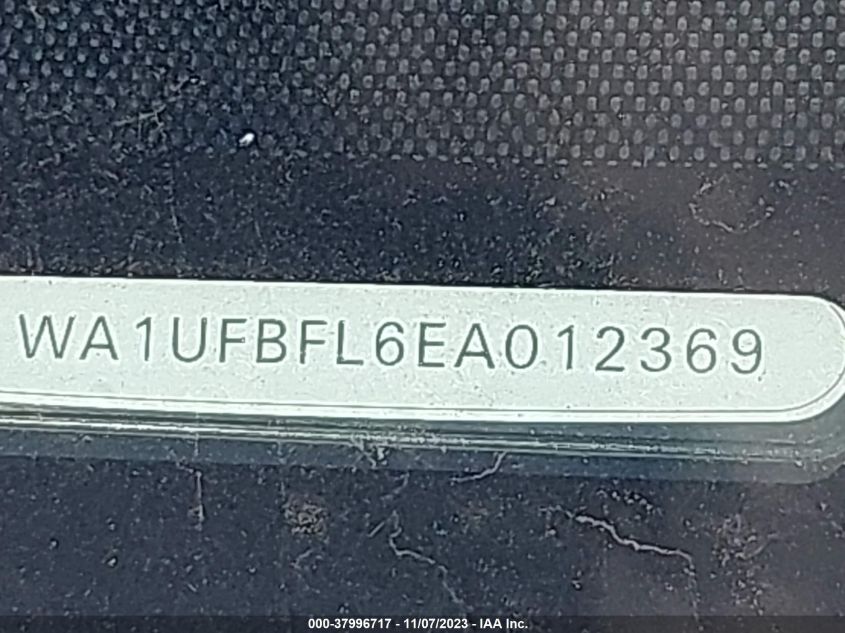 WA1UFBFL6EA012369
000-37996717 - 11/07/2023 - IAA Inc.